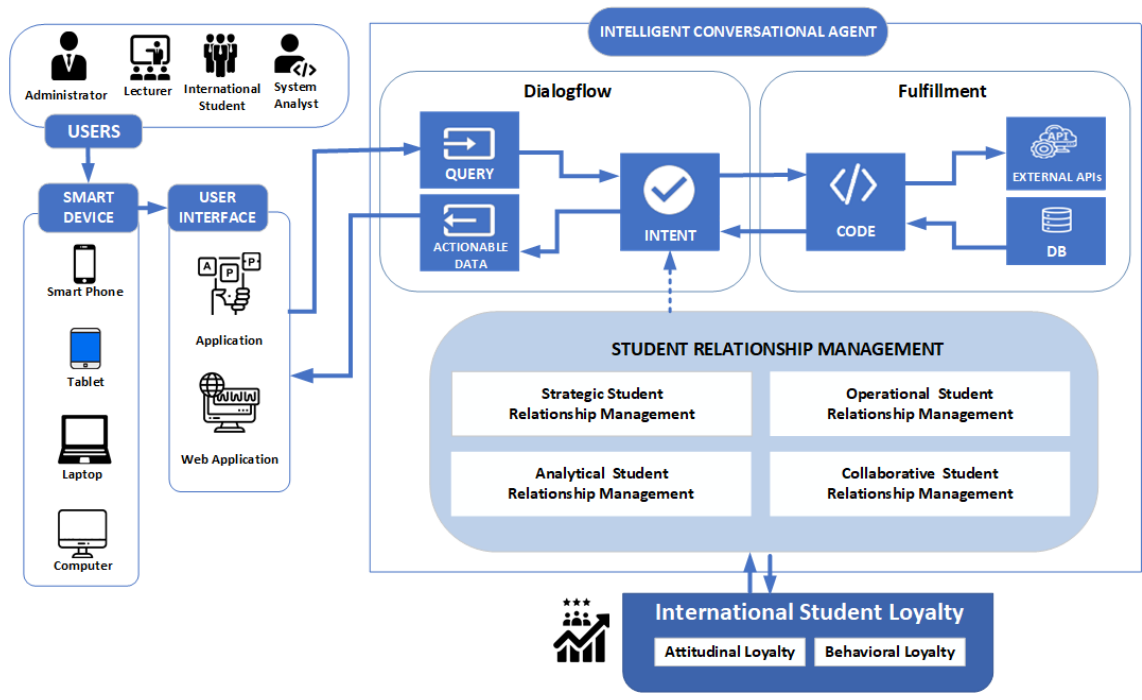 INTELLIGENT CONVERSATIONAL AGENT
Administrator
Lecturer
International
Student
System
Analyst
USERS
SMART
DEVICE
Smart Phone
Tablet
Laptop
Computer
USER
INTERFACE
A P P
Application
WWW
Web Application
Dialogflow
QUERY
ACTIONABLE
DATA
INTENT
Fulfillment
CODE
API
EXTERNAL APIs
DB
STUDENT RELATIONSHIP MANAGEMENT
Strategic Student
Relationship Management
Operational Student
Relationship Management
Analytical Student
Relationship Management
Collaborative Student
Relationship Management
International Student Loyalty
Attitudinal Loyalty
Behavioral Loyalty